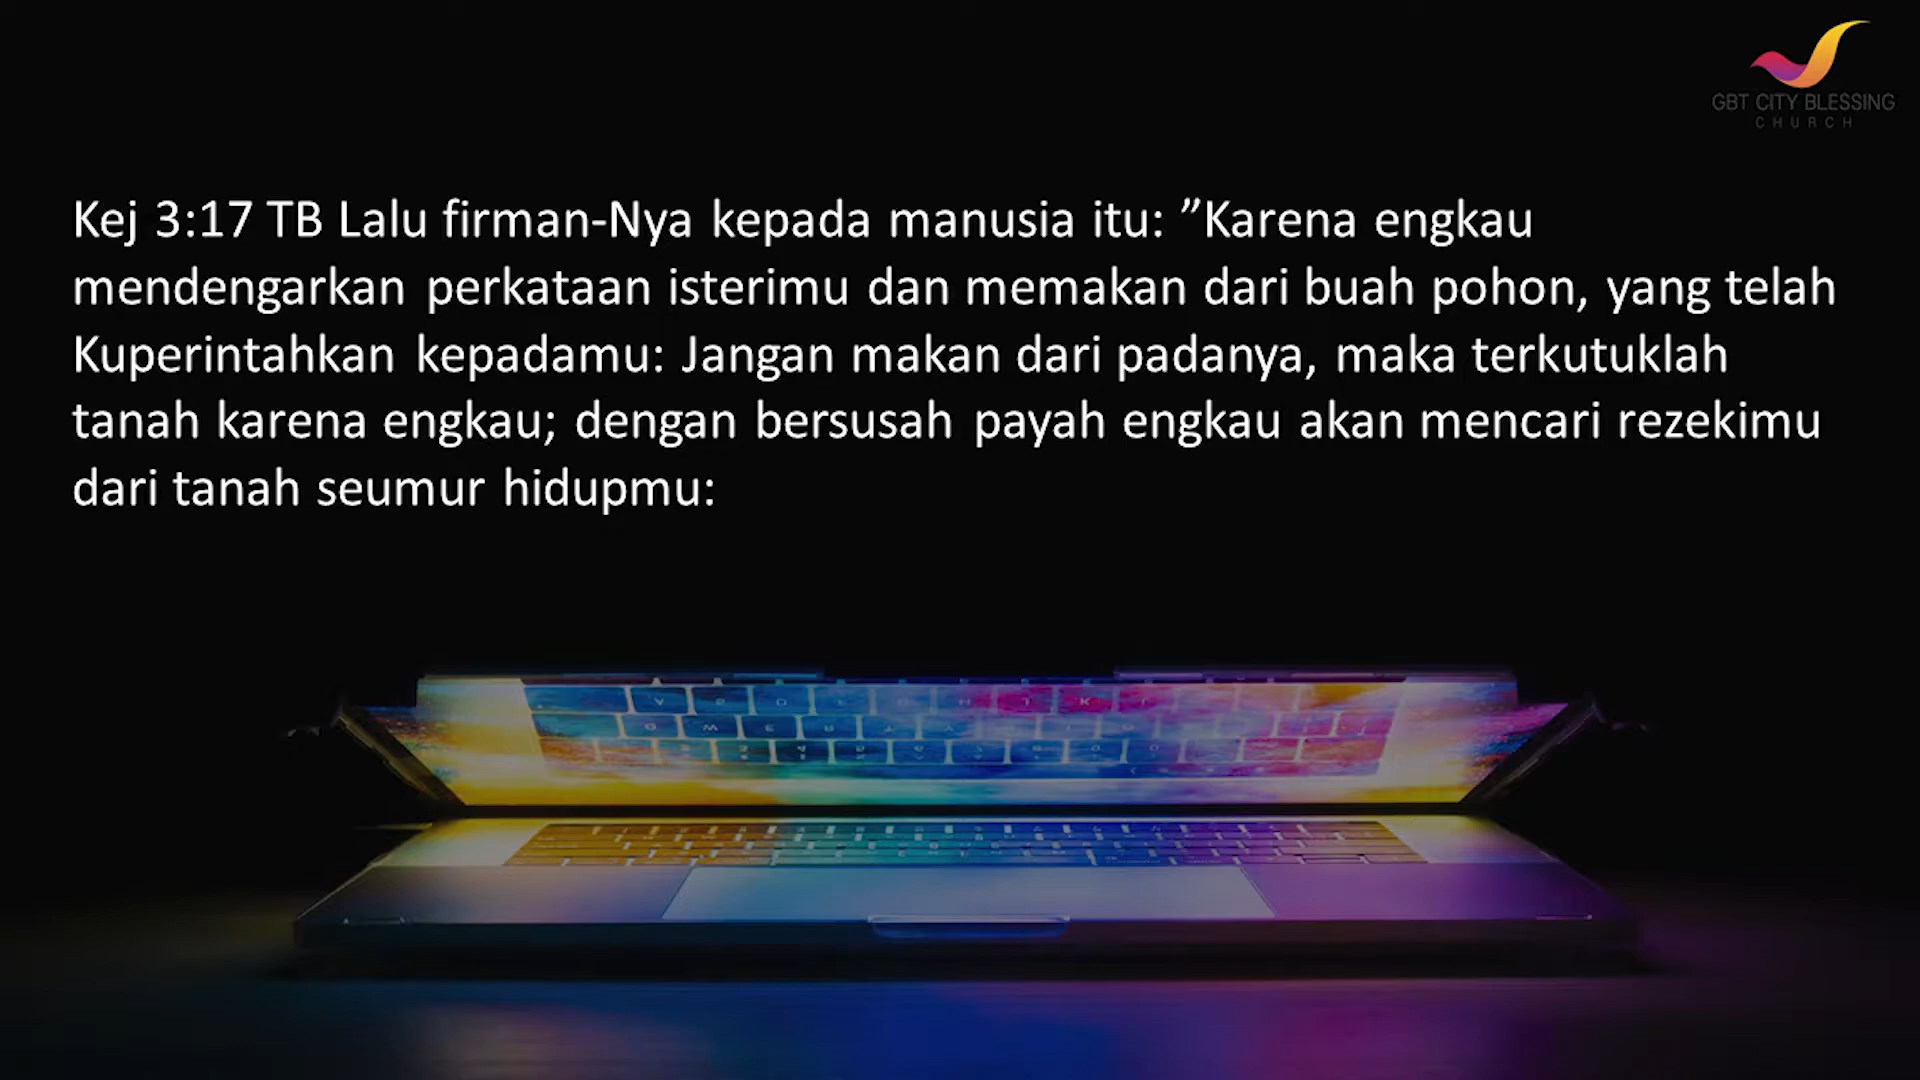 GBT CITY BLESSING
CHURCH
Kej 3:17 TB Lalu firman-Nya kepada manusia itu: ”Karena engkau
mendengarkan perkataan isterimu dan memakan dari buah pohon, yang telah
Kuperintahkan kepadamu: Jangan makan dari padanya, maka terkutuklah
tanah karena engkau; dengan bersusah payah engkau akan mencari rezekimu
dari tanah seumur hidupmu: